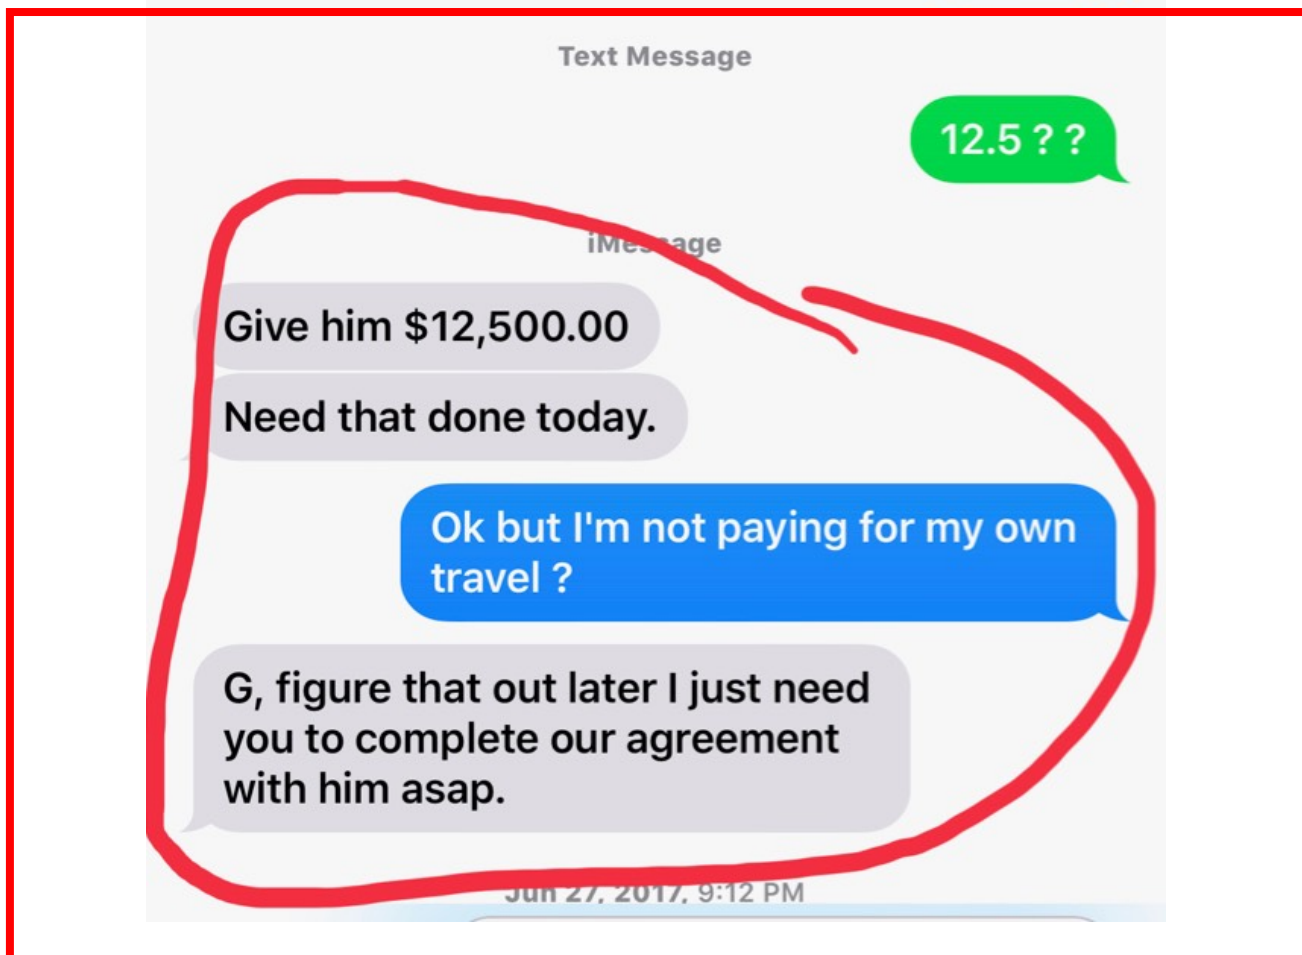 Text Message
12.5 ? ?
iMessage
Give him $12,500.00
Need that done today.
Ok but I'm not paying for my own
travel ?
G, figure that out later I just need
you to complete our agreement
with him asap.
Jun 27, 2017, 9:12 PM